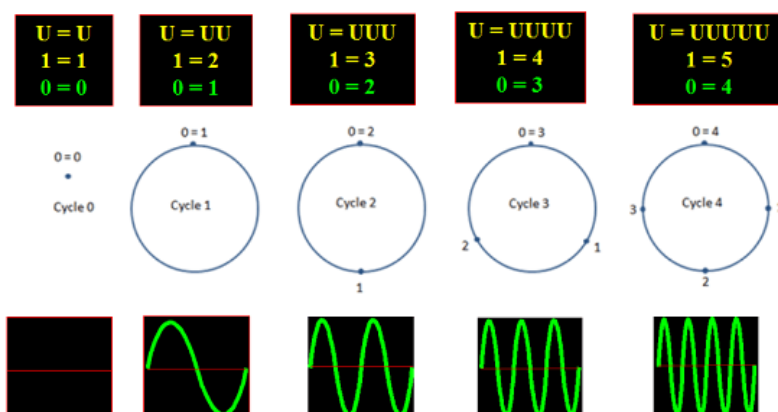 U = U
1 = 1
0 = 0
U = UU
1 = 2
0 = 1
U = UUU
1 = 3
0 = 2
U = UUUU
1 = 4
0 = 3
U = UUUUU
1 = 5
0 = 4
0 = 0
Cycle 0
0 = 1
Cycle 1
0 = 2
Cycle 2
1
0 = 3
Cycle 3
2
1
0 = 4
3
Cycle 4
2